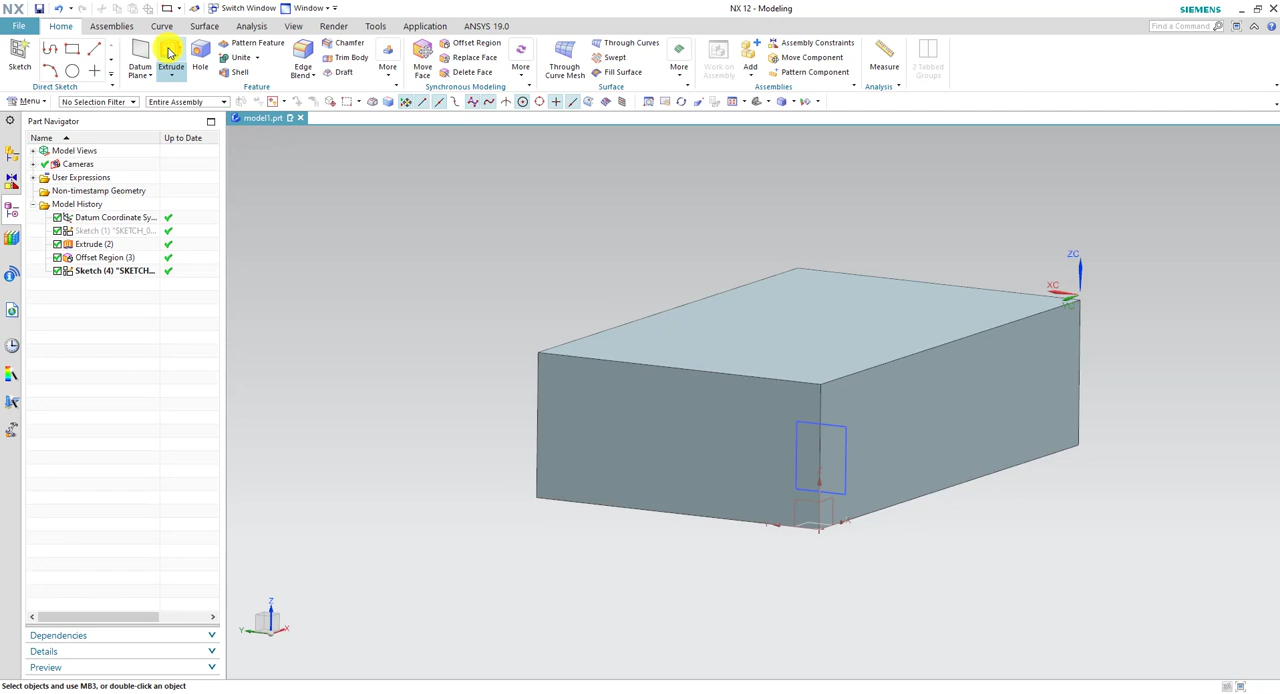 NX Switch Window Window NX 12 - Modeling SIEMENS
File Home Assemblies Curve Surface Analysis View Render Tools Application ANSYS 19.0 Find a Command
Sketch Datum Plane Extrude Hole Pattern Feature Unite Shell Edge Blend Chamfer Trim Body Draft More Move Face Offset Region Replace Face Delete Face More Through Curve Mesh Through Curves Swept Fill Surface More Work on Assembly Add Assembly Constraints Move Component Pattern Component Measure 2 Tabbed Groups
Direct Sketch Feature Synchronous Modeling Surface Assemblies Analysis
Menu No Selection Filter Entire Assembly
Part Navigator
model1.prt
Name Up to Date
Model Views
Cameras
User Expressions
Non-timestamp Geometry
Model History
Datum Coordinate Sy...
Sketch (1) "SKETCH_0...
Extrude (2)
Offset Region (3)
Sketch (4) "SKETCH...
ZC
XC
Z
Y
X
Dependencies
Details
Preview
Select objects and use MB3, or double-click an object